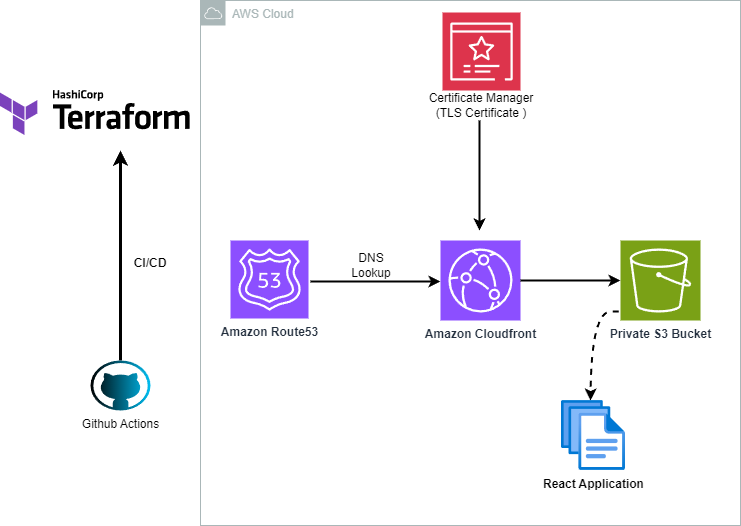 AWS Cloud
Certificate Manager
(TLS Certificate )
HashiCorp
Terraform
CI/CD
DNS
Lookup
53
Amazon Route53
Amazon Cloudfront
Private S3 Bucket
Github Actions
React Application